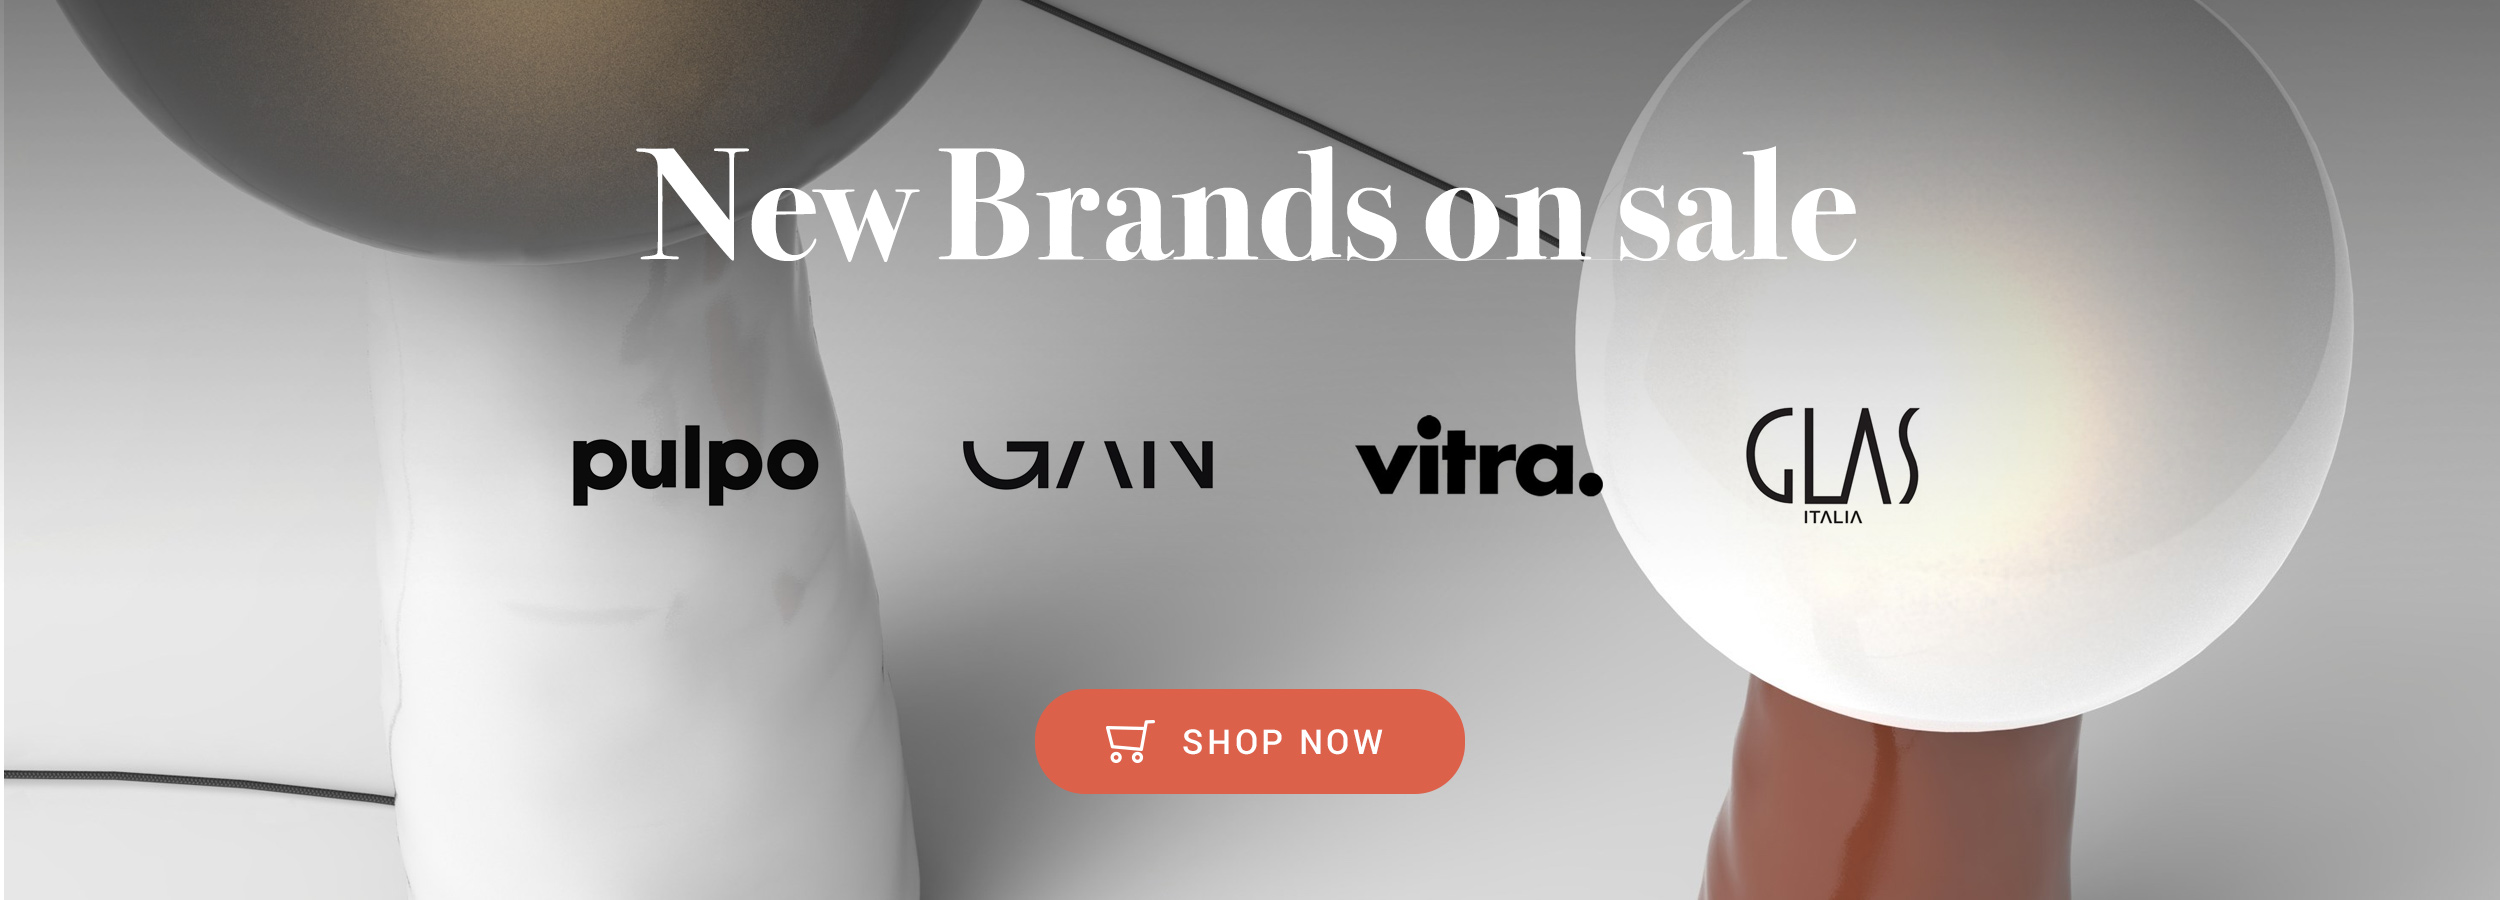 New Brands on sale
pulpo
vitra.
GLAS
ITALIA
SHOP NOW